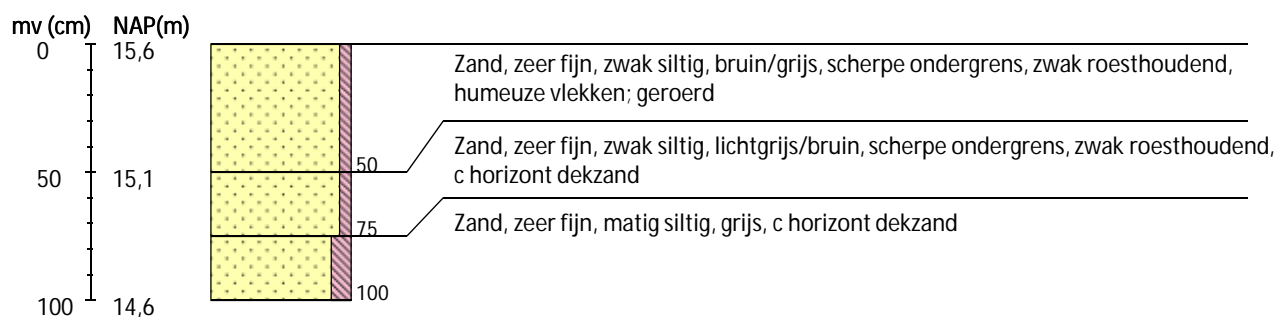 mv (cm) NAP(m)
0 15,6
Zand, zeer fijn, zwak siltig, bruin/grijs, scherpe ondergrens, zwak roesthoudend,
humeuze vlekken; geroerd
50
Zand, zeer fijn, zwak siltig, lichtgrijs/bruin, scherpe ondergrens, zwak roesthoudend,
c horizont dekzand
50 15,1
75
Zand, zeer fijn, matig siltig, grijs, c horizont dekzand
100
100 14,6